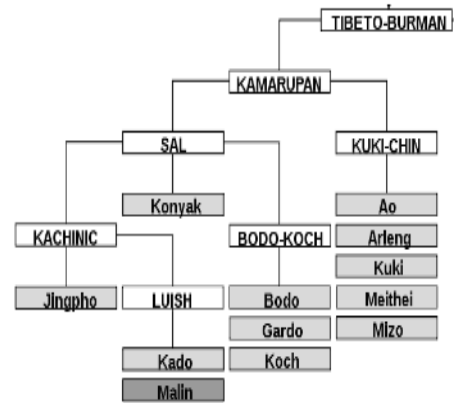 TIBETO-BURMAN
KAMARUPAN
SAL
KUKI-CHIN
Konyak
Ao
KACHINIC
BODO-KOCH
Arleng
Kuki
Jingpho
LUISH
Bodo
Meithei
Gardo
Mizo
Kado
Koch
Malin